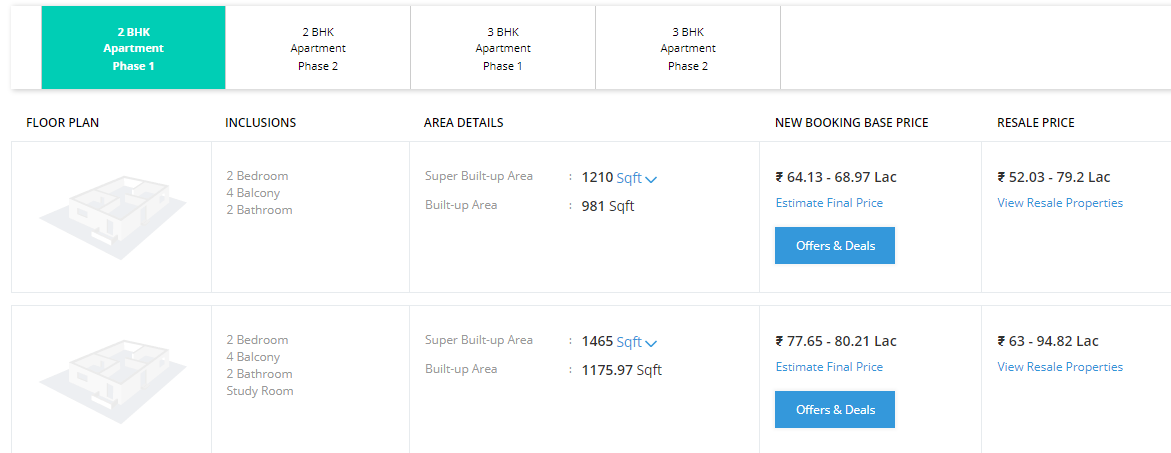 2 BHK
Apartment
Phase 1
2 BHK
Apartment
Phase 2
3 BHK
Apartment
Phase 1
3 BHK
Apartment
Phase 2
FLOOR PLAN INCLUSIONS AREA DETAILS NEW BOOKING BASE PRICE RESALE PRICE
2 Bedroom
4 Balcony
2 Bathroom
Super Built-up Area : 1210 Sqft
Built-up Area : 981 Sqft
₹ 64.13 - 68.97 Lac
Estimate Final Price
Offers & Deals
₹ 52.03 - 79.2 Lac
View Resale Properties
2 Bedroom
4 Balcony
2 Bathroom
Study Room
Super Built-up Area : 1465 Sqft
Built-up Area : 1175.97 Sqft
₹ 77.65 - 80.21 Lac
Estimate Final Price
Offers & Deals
₹ 63 - 94.82 Lac
View Resale Properties